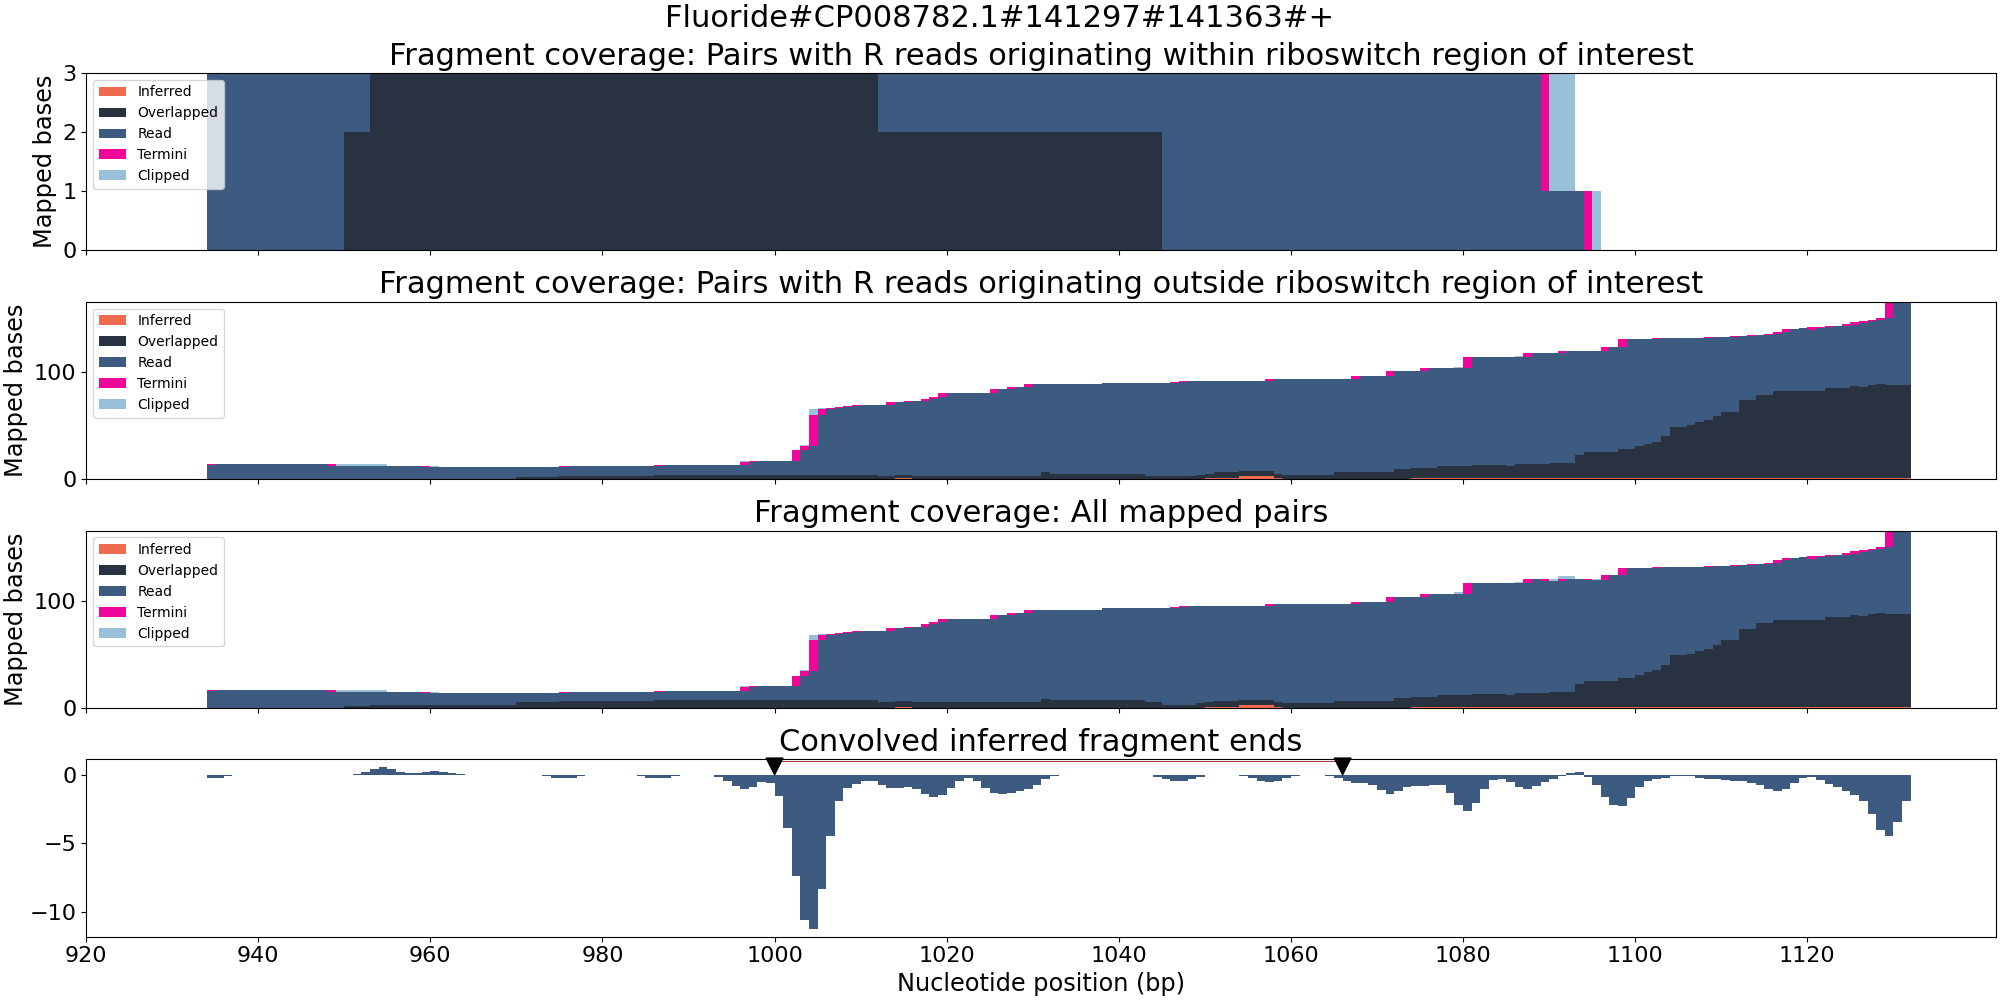 Fluoride#CP008782.1#141297#141363#+
Fragment coverage: Pairs with R reads originating within riboswitch region of interest
Mapped bases
3
2
1
0
Inferred
Overlapped
Read
Termini
Clipped
Fragment coverage: Pairs with R reads originating outside riboswitch region of interest
Mapped bases
100
0
Inferred
Overlapped
Read
Termini
Clipped
Fragment coverage: All mapped pairs
Mapped bases
100
0
Inferred
Overlapped
Read
Termini
Clipped
Convolved inferred fragment ends
0
−5
−10
920 940 960 980 1000 1020 1040 1060 1080 1100 1120
Nucleotide position (bp)